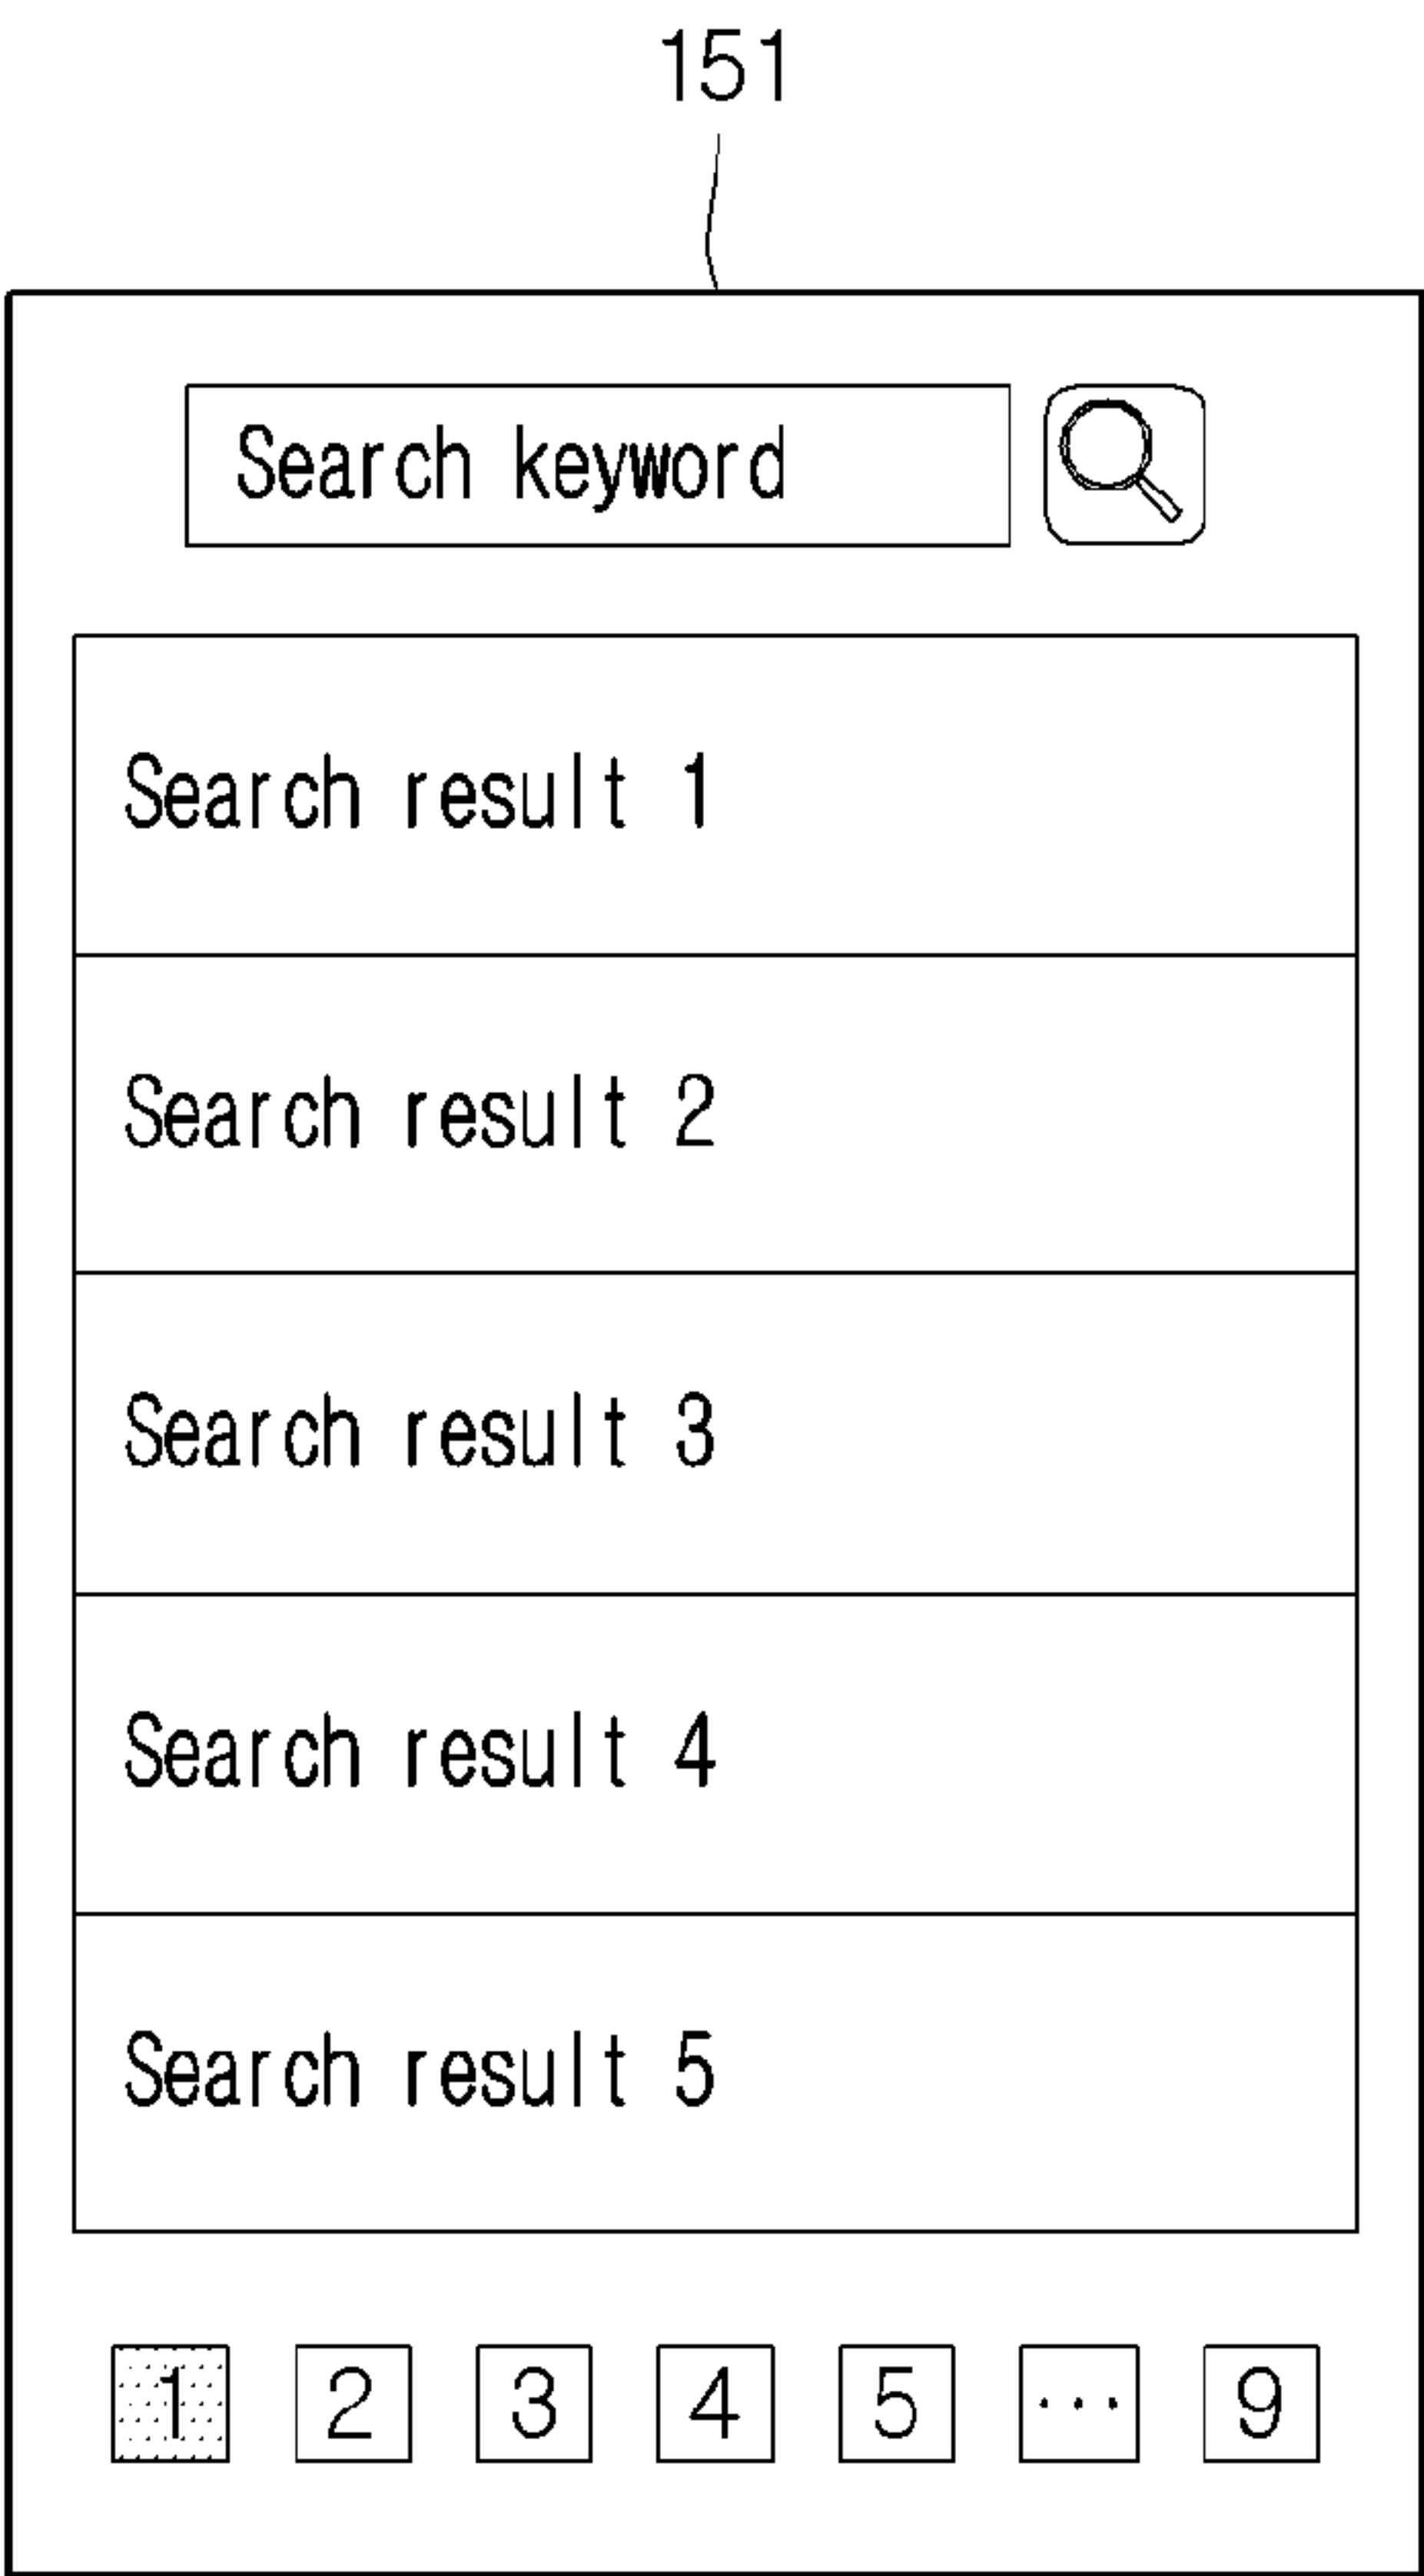 151
Search keyword
Search result 1
Search result 2
Search result 3
Search result 4
Search result 5
1 2 3 4 5 ... 9